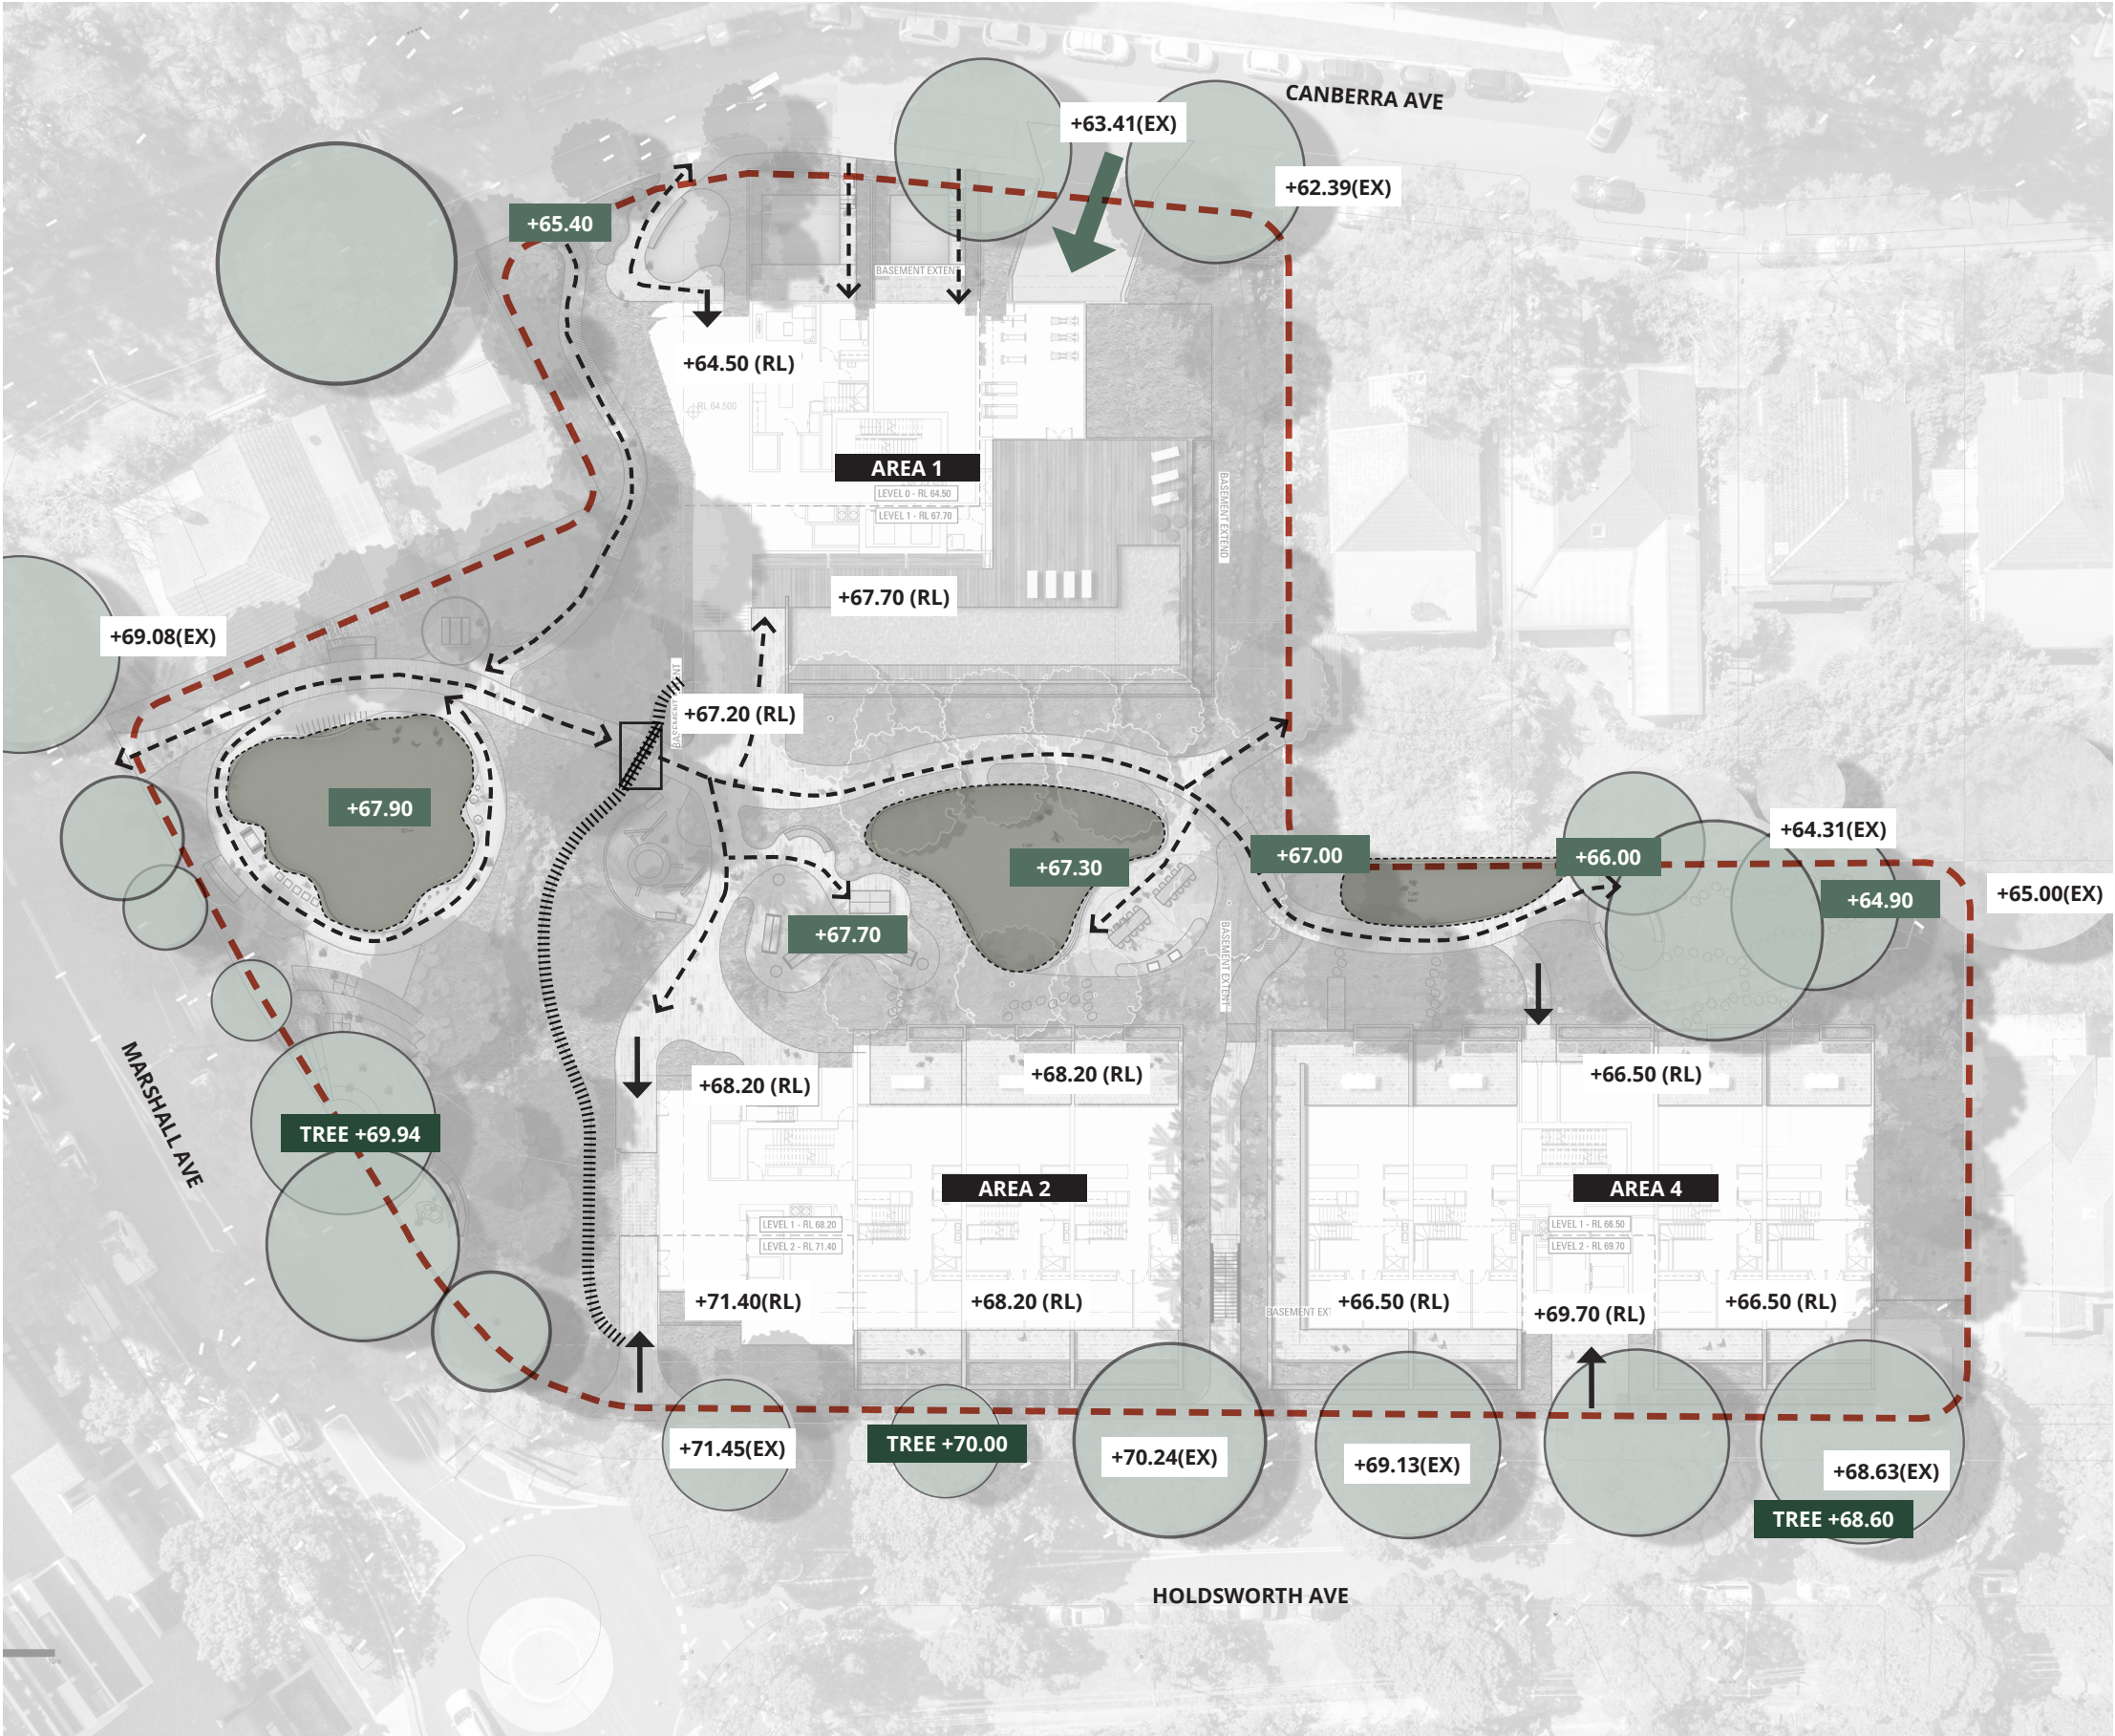 CANBERRA AVE
+63.41(EX)
+62.39(EX)
+65.40
BASEMENT EXTENT
+64.50 (RL)
RL 64.500
AREA 1
LEVEL 0 - RL 64.50
LEVEL 1 - RL 67.70
BASEMENT EXTEND
+67.70 (RL)
+69.08(EX)
+67.20 (RL)
+67.90
+67.30
+67.00
+66.00
+64.31(EX)
+64.90
+65.00(EX)
+67.70
BASEMENT EXTENT
MARSHALL AVE
+68.20 (RL)
+68.20 (RL)
+66.50 (RL)
TREE +69.94
AREA 2
AREA 4
LEVEL 1 - RL 68.20
LEVEL 2 - RL 71.40
LEVEL 1 - RL 66.50
LEVEL 2 - RL 69.70
+71.40(RL)
+68.20 (RL)
BASEMENT EXT
+66.50 (RL)
+69.70 (RL)
+66.50 (RL)
+71.45(EX)
TREE +70.00
+70.24(EX)
+69.13(EX)
+68.63(EX)
TREE +68.60
HOLDSWORTH AVE